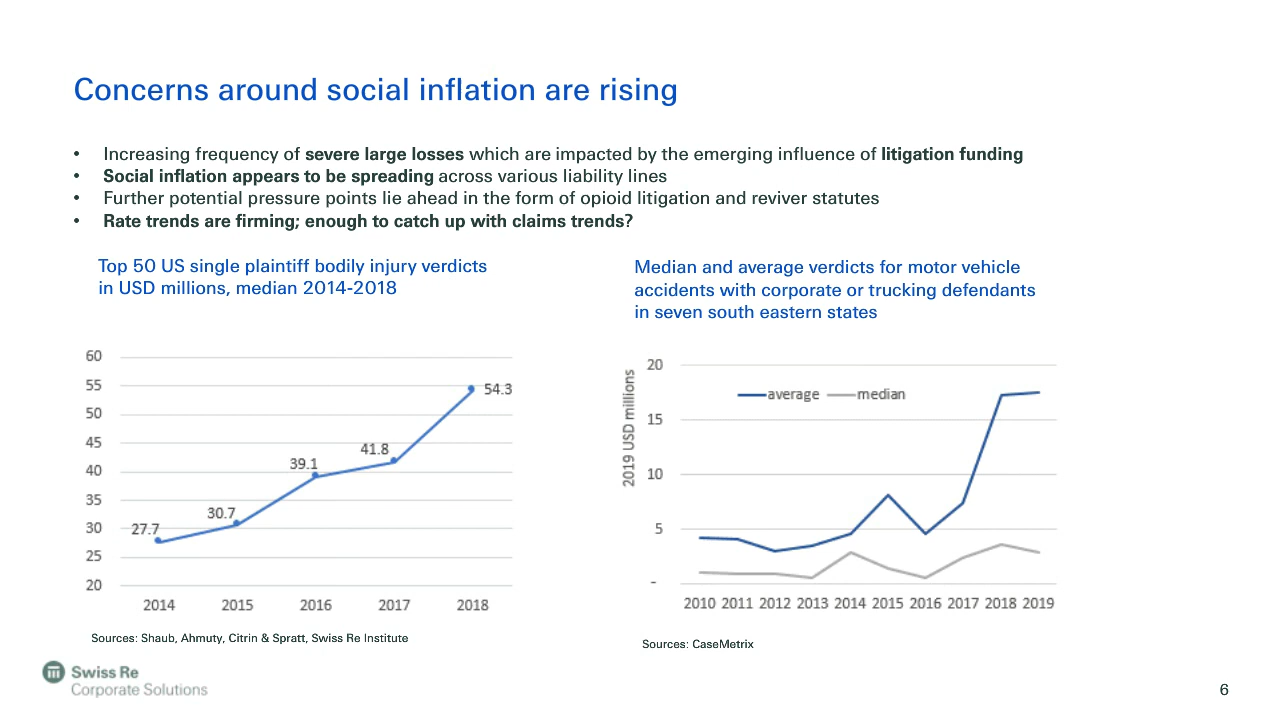 Concerns around social inflation are rising
• Increasing frequency of severe large losses which are impacted by the emerging influence of litigation funding
• Social inflation appears to be spreading across various liability lines
• Further potential pressure points lie ahead in the form of opioid litigation and reviver statutes
• Rate trends are firming; enough to catch up with claims trends?
Top 50 US single plaintiff bodily injury verdicts
in USD millions, median 2014-2018
60
55
50
45
40
35
30
25
20
27.7
30.7
39.1
41.8
54.3
2014 2015 2016 2017 2018
Sources: Shaub, Ahmuty, Citrin & Spratt, Swiss Re Institute
Median and average verdicts for motor vehicle
accidents with corporate or trucking defendants
in seven south eastern states
2019 USD millions
20
15
10
5
-
average median
2010 2011 2012 2013 2014 2015 2016 2017 2018 2019
Sources: CaseMetrix
Swiss Re
Corporate Solutions
6